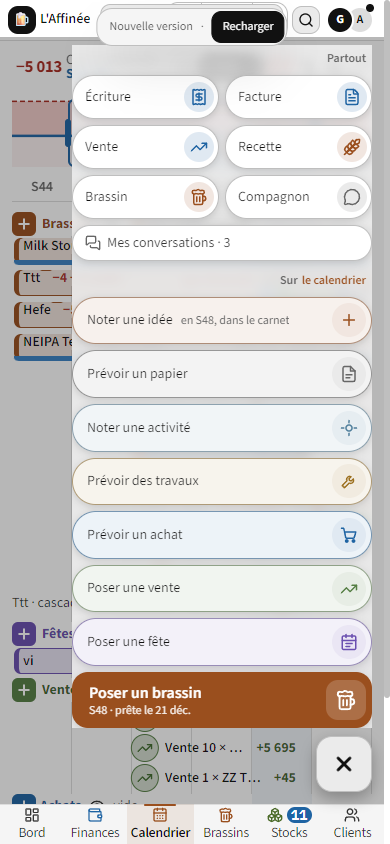 L'Affinée
Nouvelle version ·
Recharger
G
A
−5 013
Partout
Écriture
Facture
Vente
Recette
S44
Brassin
Compagnon
Brass
Mes conversations · 3
Milk Sto
Sur le calendrier
Ttt −4
Noter une idée en S48, dans le carnet
Hefe
NEIPA Te
Prévoir un papier
Noter une activité
Prévoir des travaux
Prévoir un achat
Poser une vente
Ttt · casca
Fêtes
Poser une fête
vi
Vent
Poser un brassin
S48 · prête le 21 déc.
Vente 10 × … +5 695
Vente 1 × ZZ T… +45
Achats vide
Bord
Finances
Calendrier
Brassins
Stocks
11
Clients